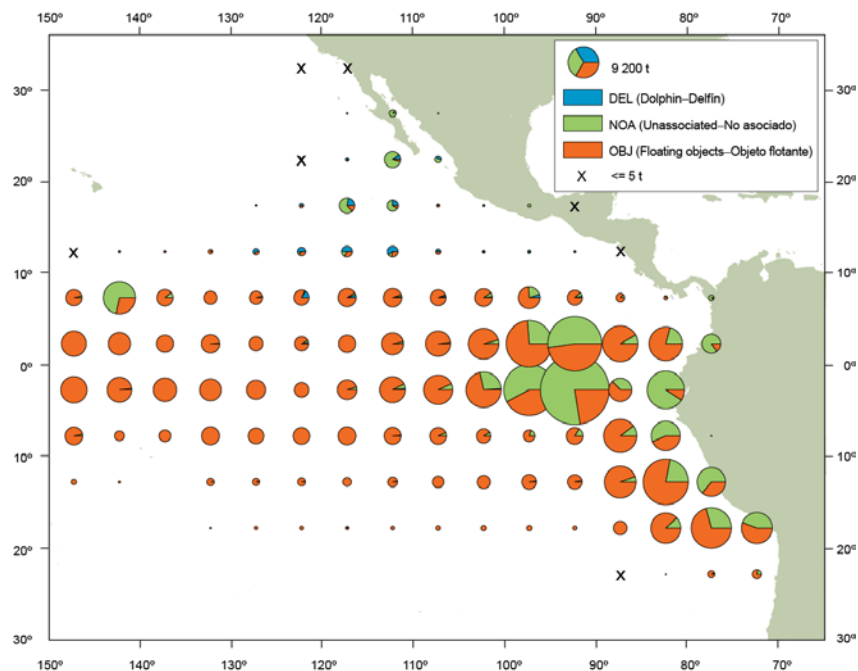 150º 140º 130º 120º 110º 100º 90º 80º 70º
9 200 t
DEL (Dolphin–Delfín)
NOA (Unassociated–No asociado)
OBJ (Floating objects–Objeto flotante)
X <= 5 t
X X
30º 30º
X
20º 20º
X
X X
10º 10º
0º 0º
10º 10º
20º 20º
X
30º 30º
150º 140º 130º 120º 110º 100º 90º 80º 70º